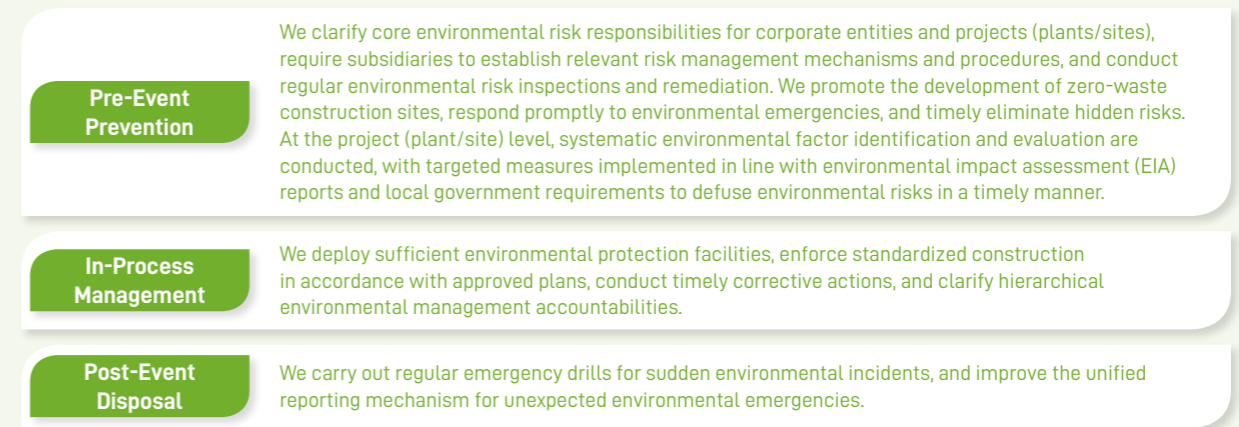 Pre-Event
Prevention
We clarify core environmental risk responsibilities for corporate entities and projects (plants/sites),
require subsidiaries to establish relevant risk management mechanisms and procedures, and conduct
regular environmental risk inspections and remediation. We promote the development of zero-waste
construction sites, respond promptly to environmental emergencies, and timely eliminate hidden risks.
At the project (plant/site) level, systematic environmental factor identification and evaluation are
conducted, with targeted measures implemented in line with environmental impact assessment (EIA)
reports and local government requirements to defuse environmental risks in a timely manner.
In-Process
Management
We deploy sufficient environmental protection facilities, enforce standardized construction
in accordance with approved plans, conduct timely corrective actions, and clarify hierarchical
environmental management accountabilities.
Post-Event
Disposal
We carry out regular emergency drills for sudden environmental incidents, and improve the unified
reporting mechanism for unexpected environmental emergencies.